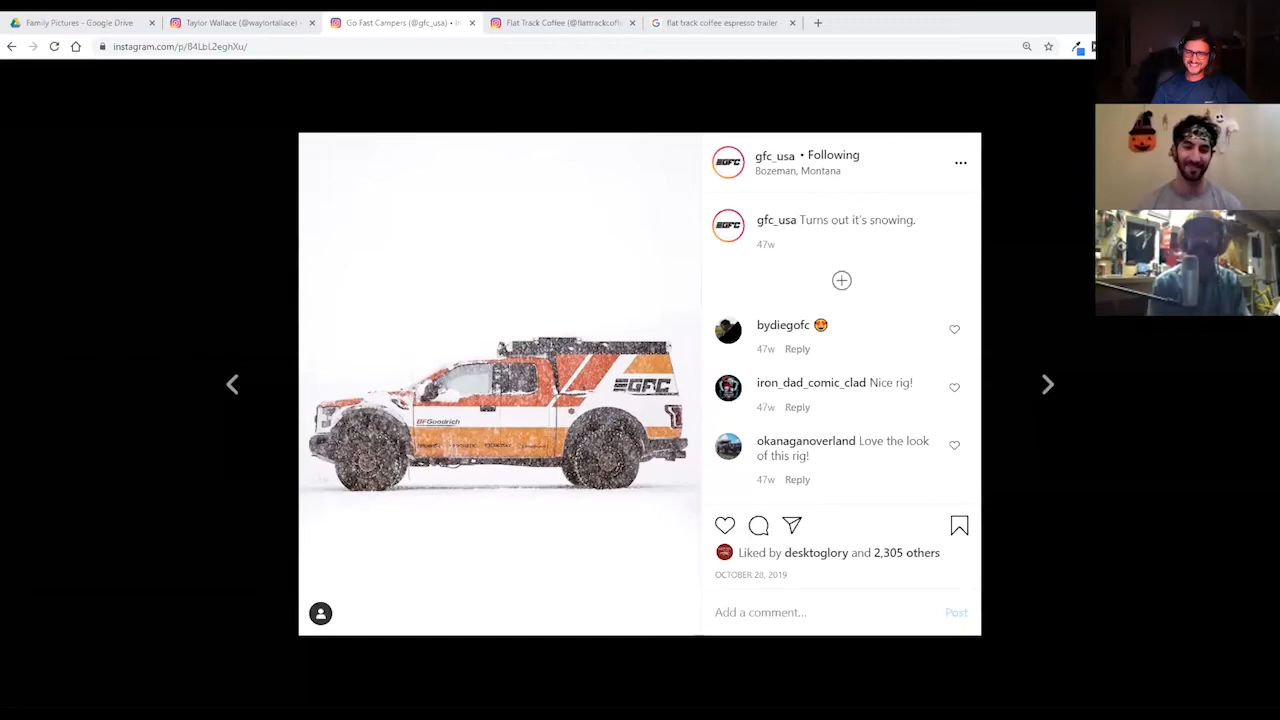 Family Pictures - Google Drive
Taylor Wallace (@waylortallace) •
Go Fast Campers (@gfc_usa) •
Flat Track Coffee (@flattrackcoff
flat track coffee espresso trailer
instagram.com/p/B4LbL2eghXu/
gfc_usa • Following
Bozeman, Montana
gfc_usa Turns out it's snowing.
47w
bydiegofc 😍
47w Reply
iron_dad_comic_clad Nice rig!
47w Reply
okanaganoverland Love the look
of this rig!
47w Reply
Liked by desktoglory and 2,305 others
OCTOBER 28, 2019
Add a comment...
Post
GFC
BFGoodrich
GFC
GFC